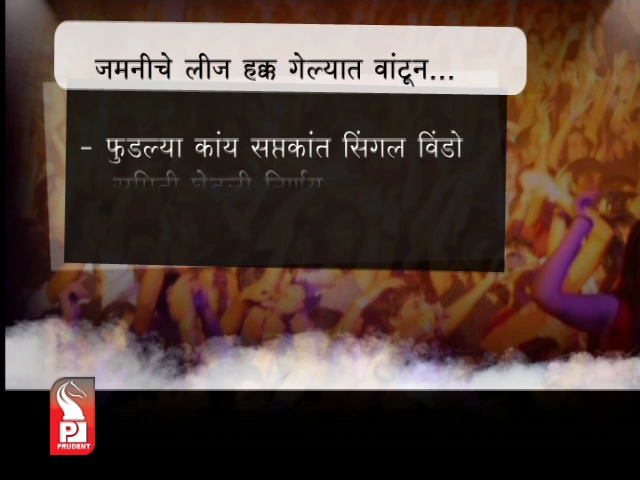 जमनीचे लीज हक्क गेल्यात वांटून...
- फुडल्या कांय सप्तकांत सिंगल विंडो
PRUDENT